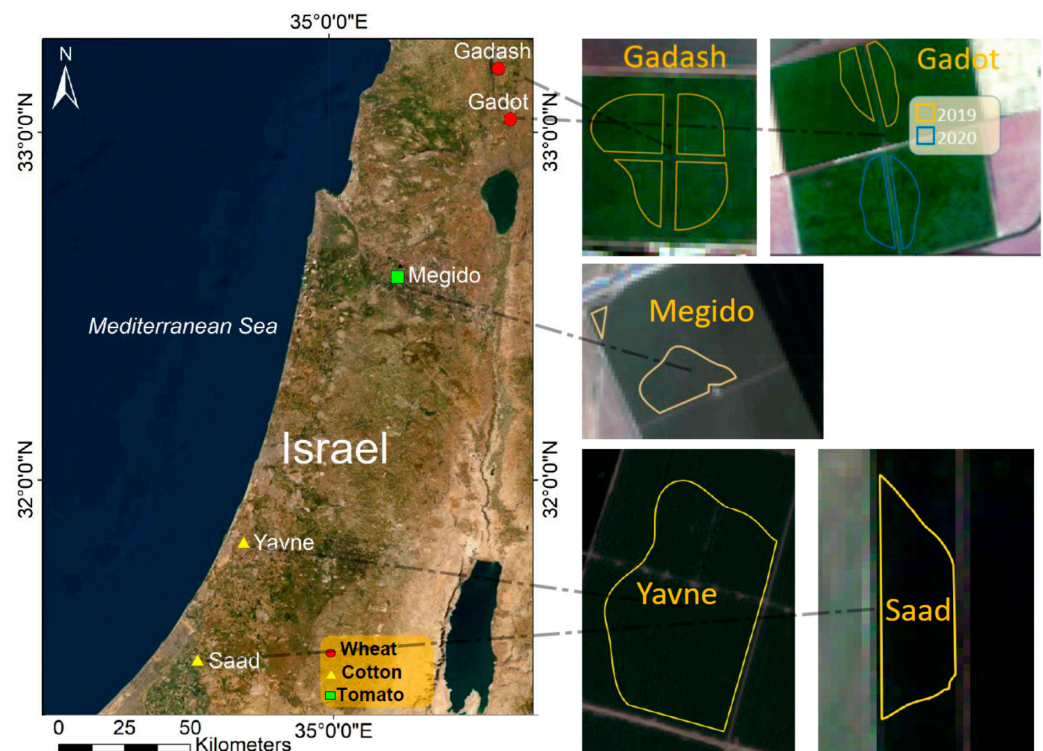 35°0'0"E
N
Gadash
Gadot
33°0'0"N
33°0'0"N
Megido
Mediterranean Sea
Israel
32°0'0"N
32°0'0"N
Yavne
Saad
Wheat
Cotton
Tomato
0 25 50
Kilometers
35°0'0"E
Gadash
Gadot
2019
2020
Megido
Yavne
Saad